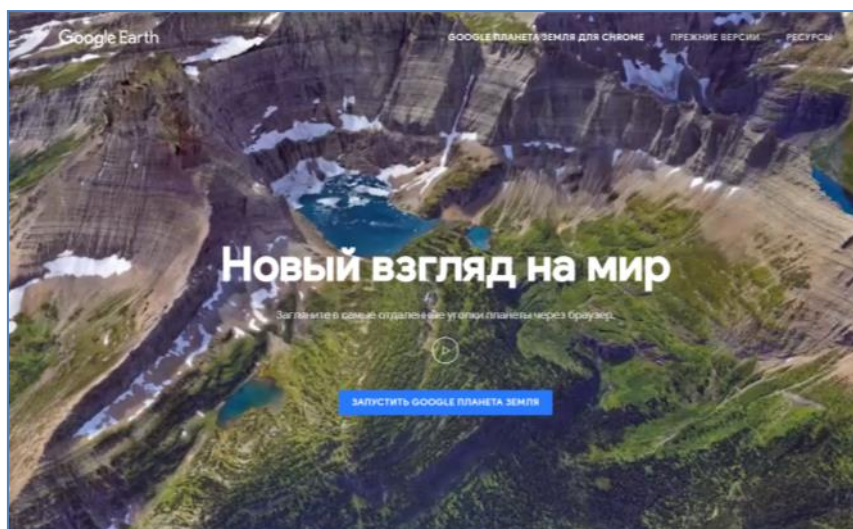 Google Earth
GOOGLE ПЛАНЕТА ЗЕМЛЯ ДЛЯ CHROME ПРЕЖНИЕ ВЕРСИИ РЕСУРСЫ
Новый взгляд на мир
Загляните в самые отдаленные уголки планеты через браузер.
ЗАПУСТИТЬ GOOGLE ПЛАНЕТА ЗЕМЛЯ